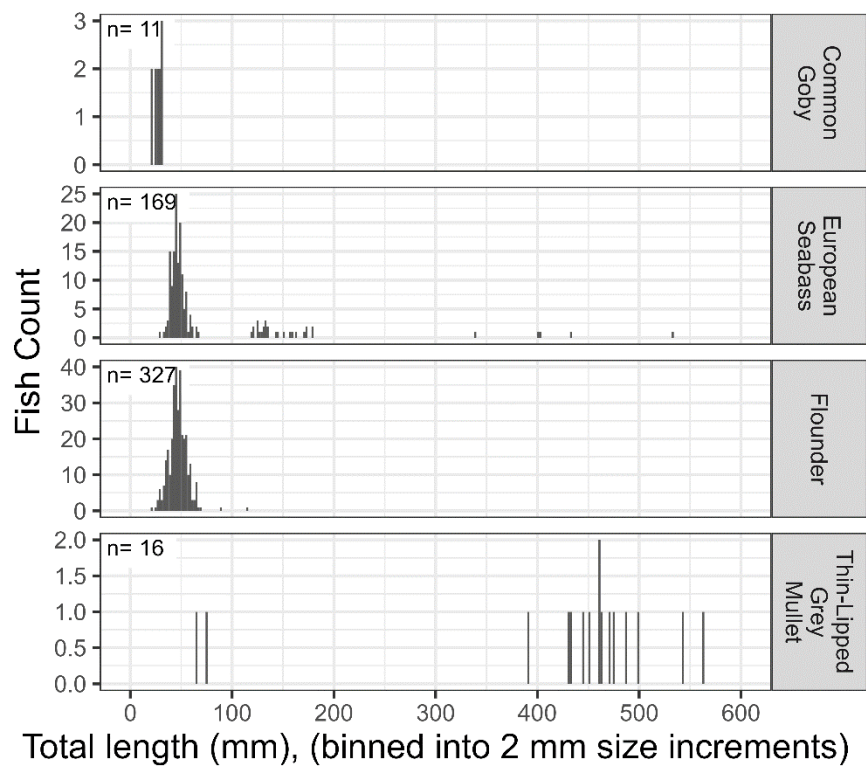 3
n= 11
2
1
0
Common
Goby
25
n= 169
20
15
10
5
0
European
Seabass
40
n= 327
30
20
10
0
Flounder
2.0
n= 16
1.5
1.0
0.5
0.0
Thin-Lipped
Grey
Mullet
Fish Count
0 100 200 300 400 500 600
Total length (mm), (binned into 2 mm size increments)